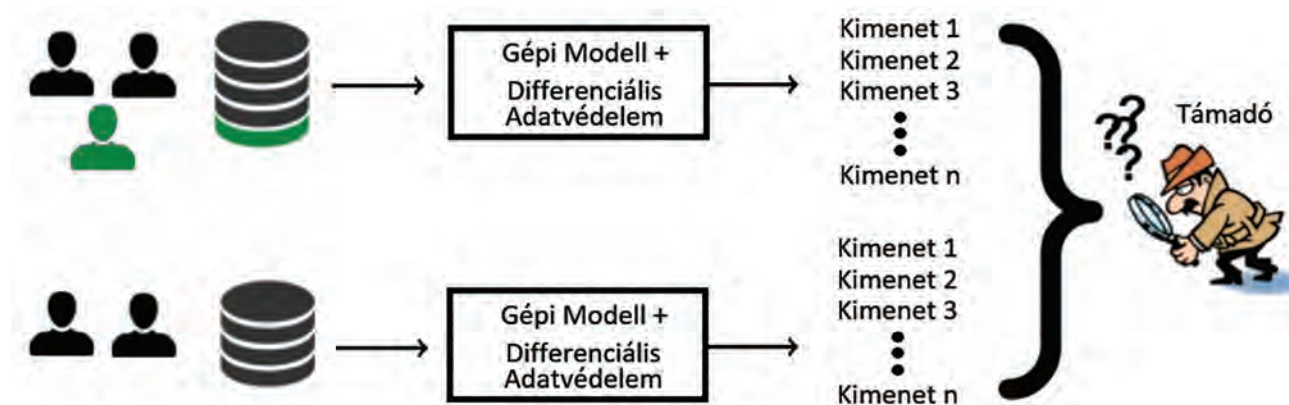 Gépi Modell +
Differenciális
Adatvédelem
Kimenet 1
Kimenet 2
Kimenet 3
Kimenet n
???
?
Támadó
Gépi Modell +
Differenciális
Adatvédelem
Kimenet 1
Kimenet 2
Kimenet 3
Kimenet n